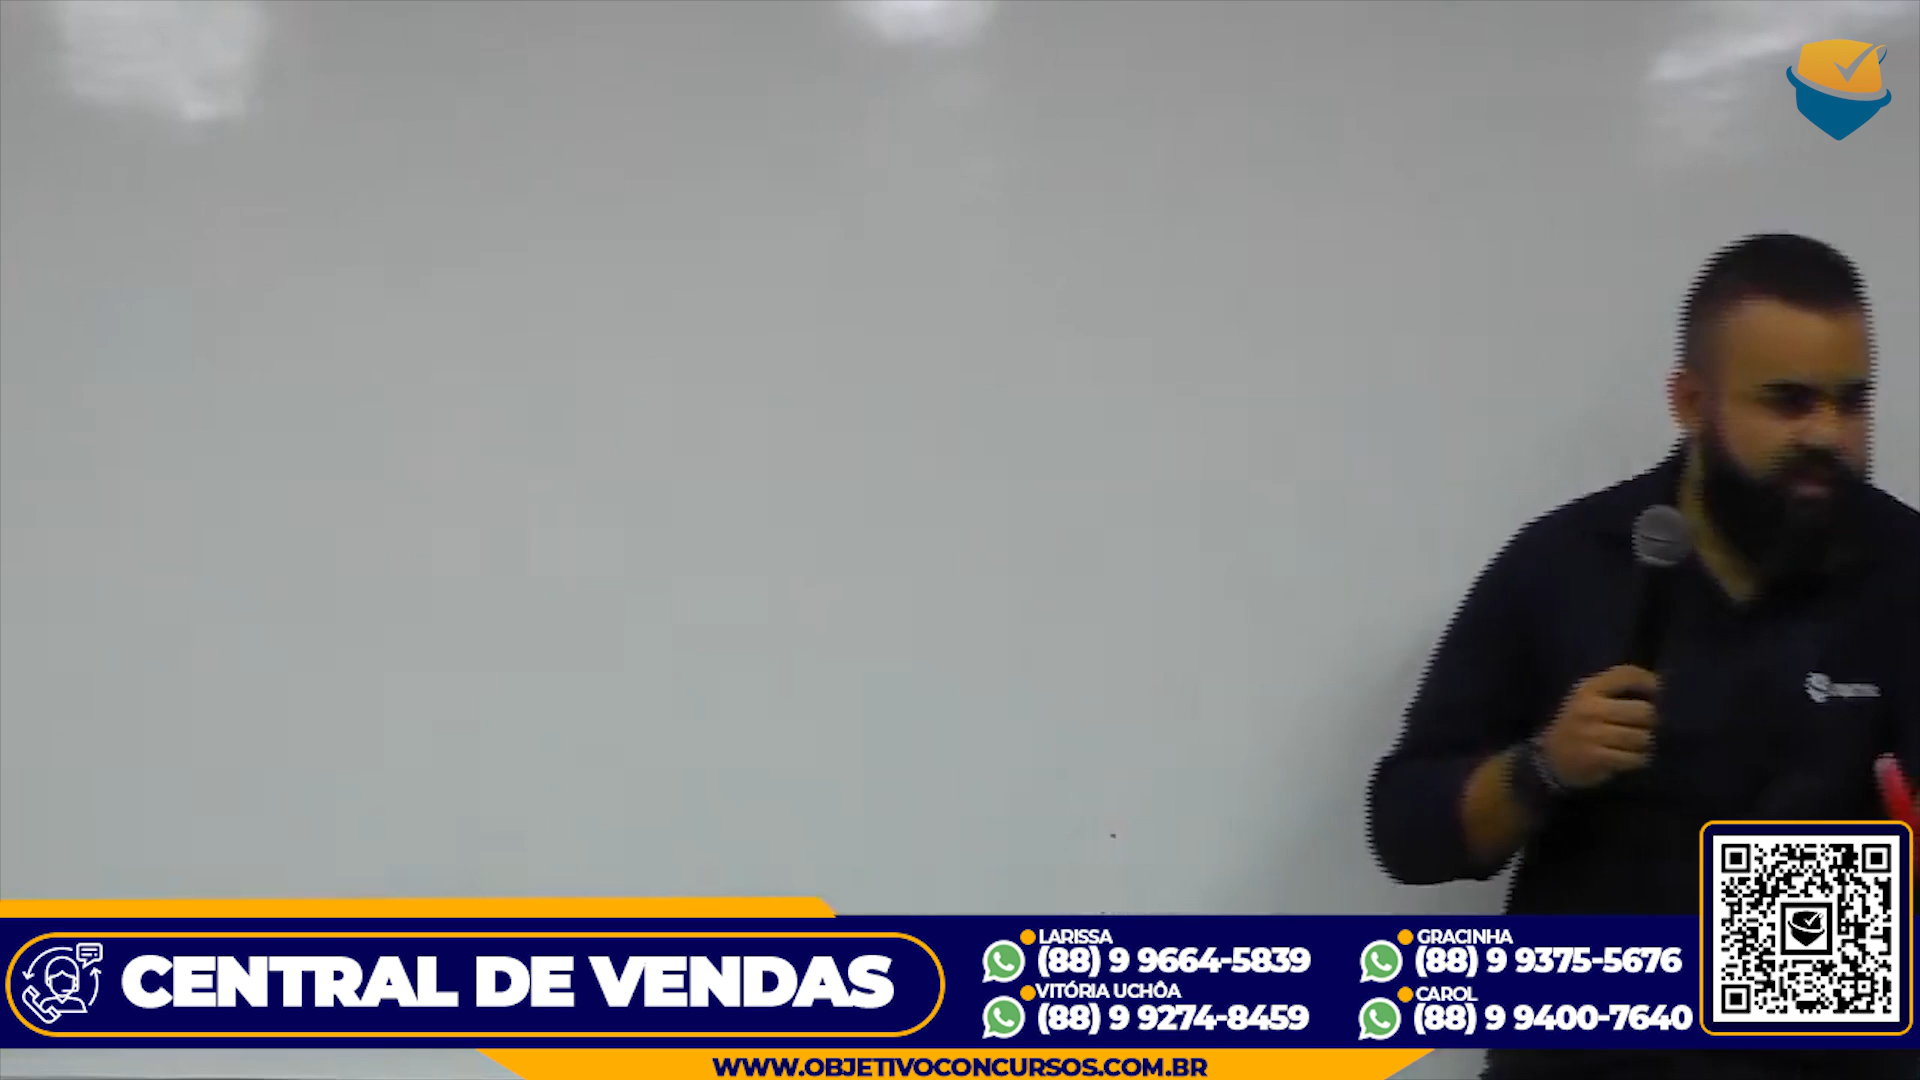 CENTRAL DE VENDAS
LARISSA
(88) 9 9664-5839
VITÓRIA UCHÔA
(88) 9 9274-8459
GRACINHA
(88) 9 9375-5676
CAROL
(88) 9 9400-7640
WWW.OBJETIVOCONCURSOS.COM.BR